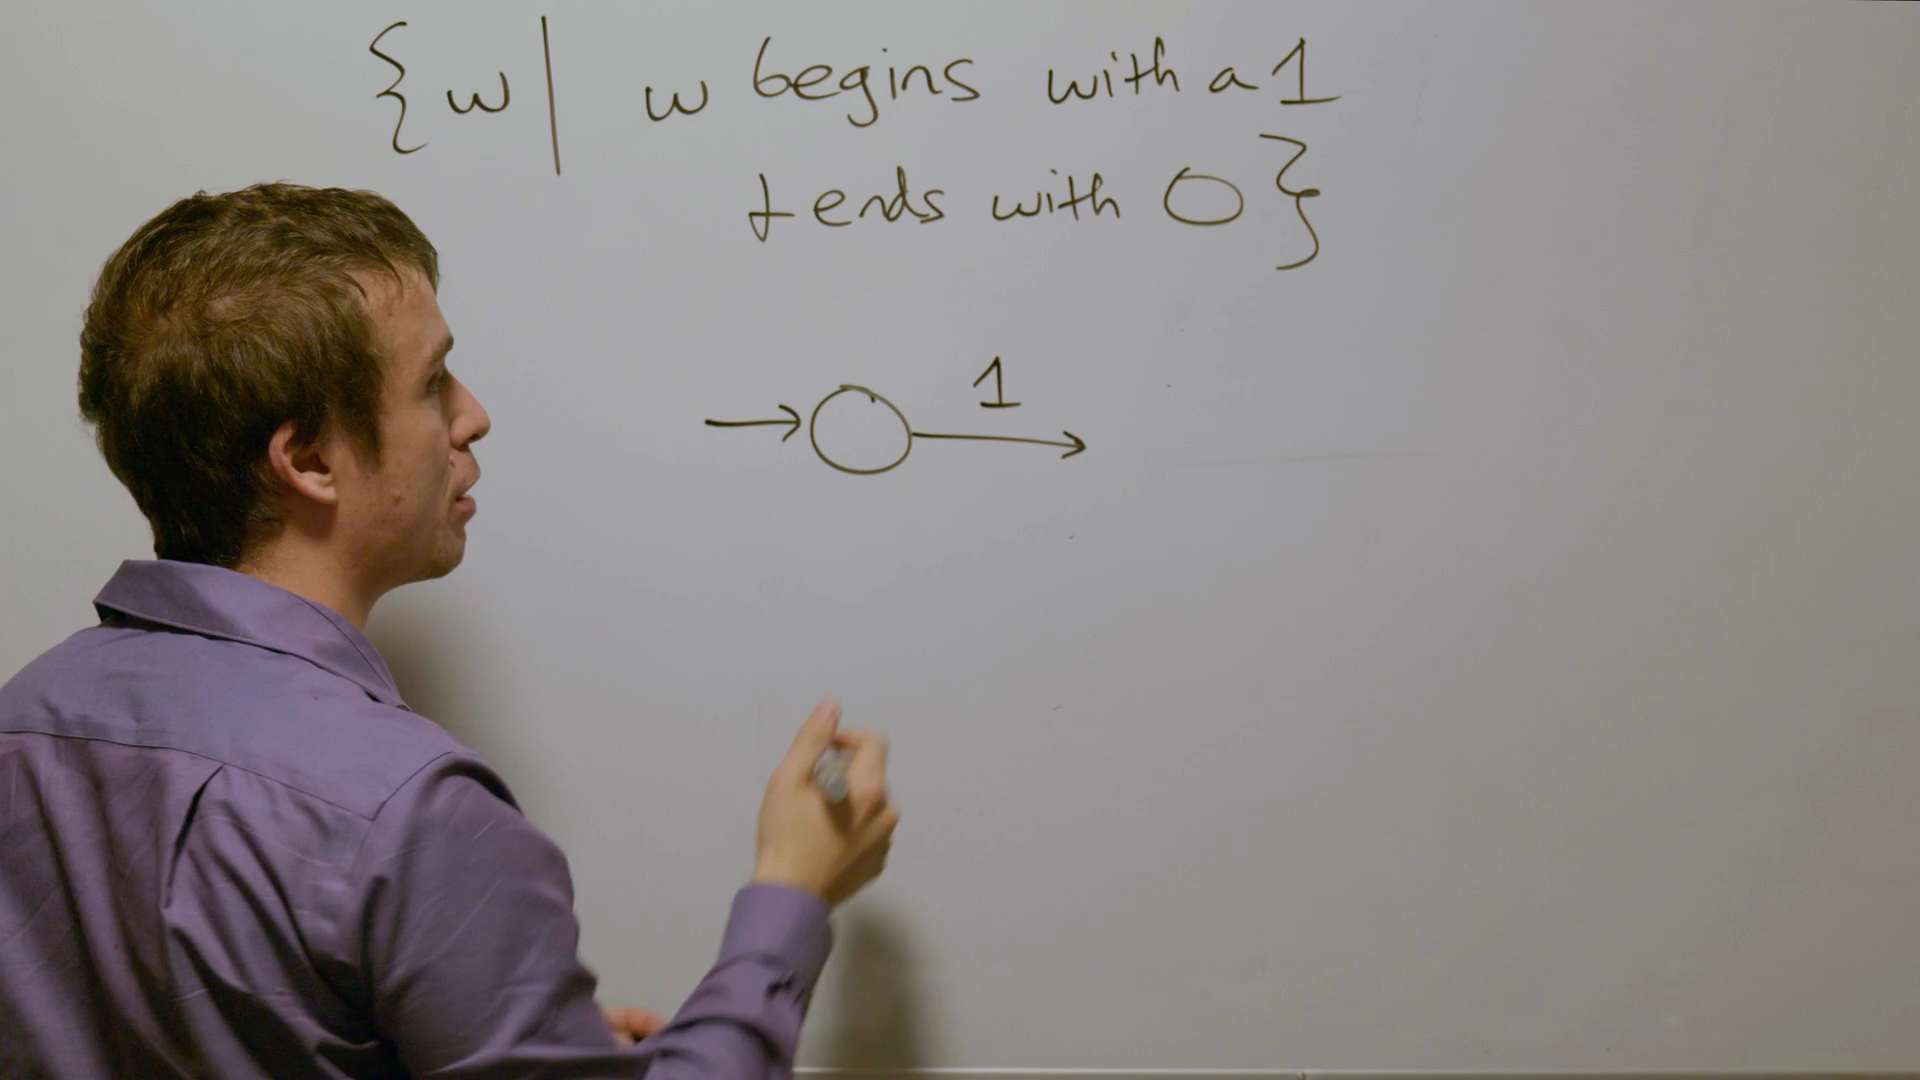 {w| w begins with a 1
+ ends with 0}
1